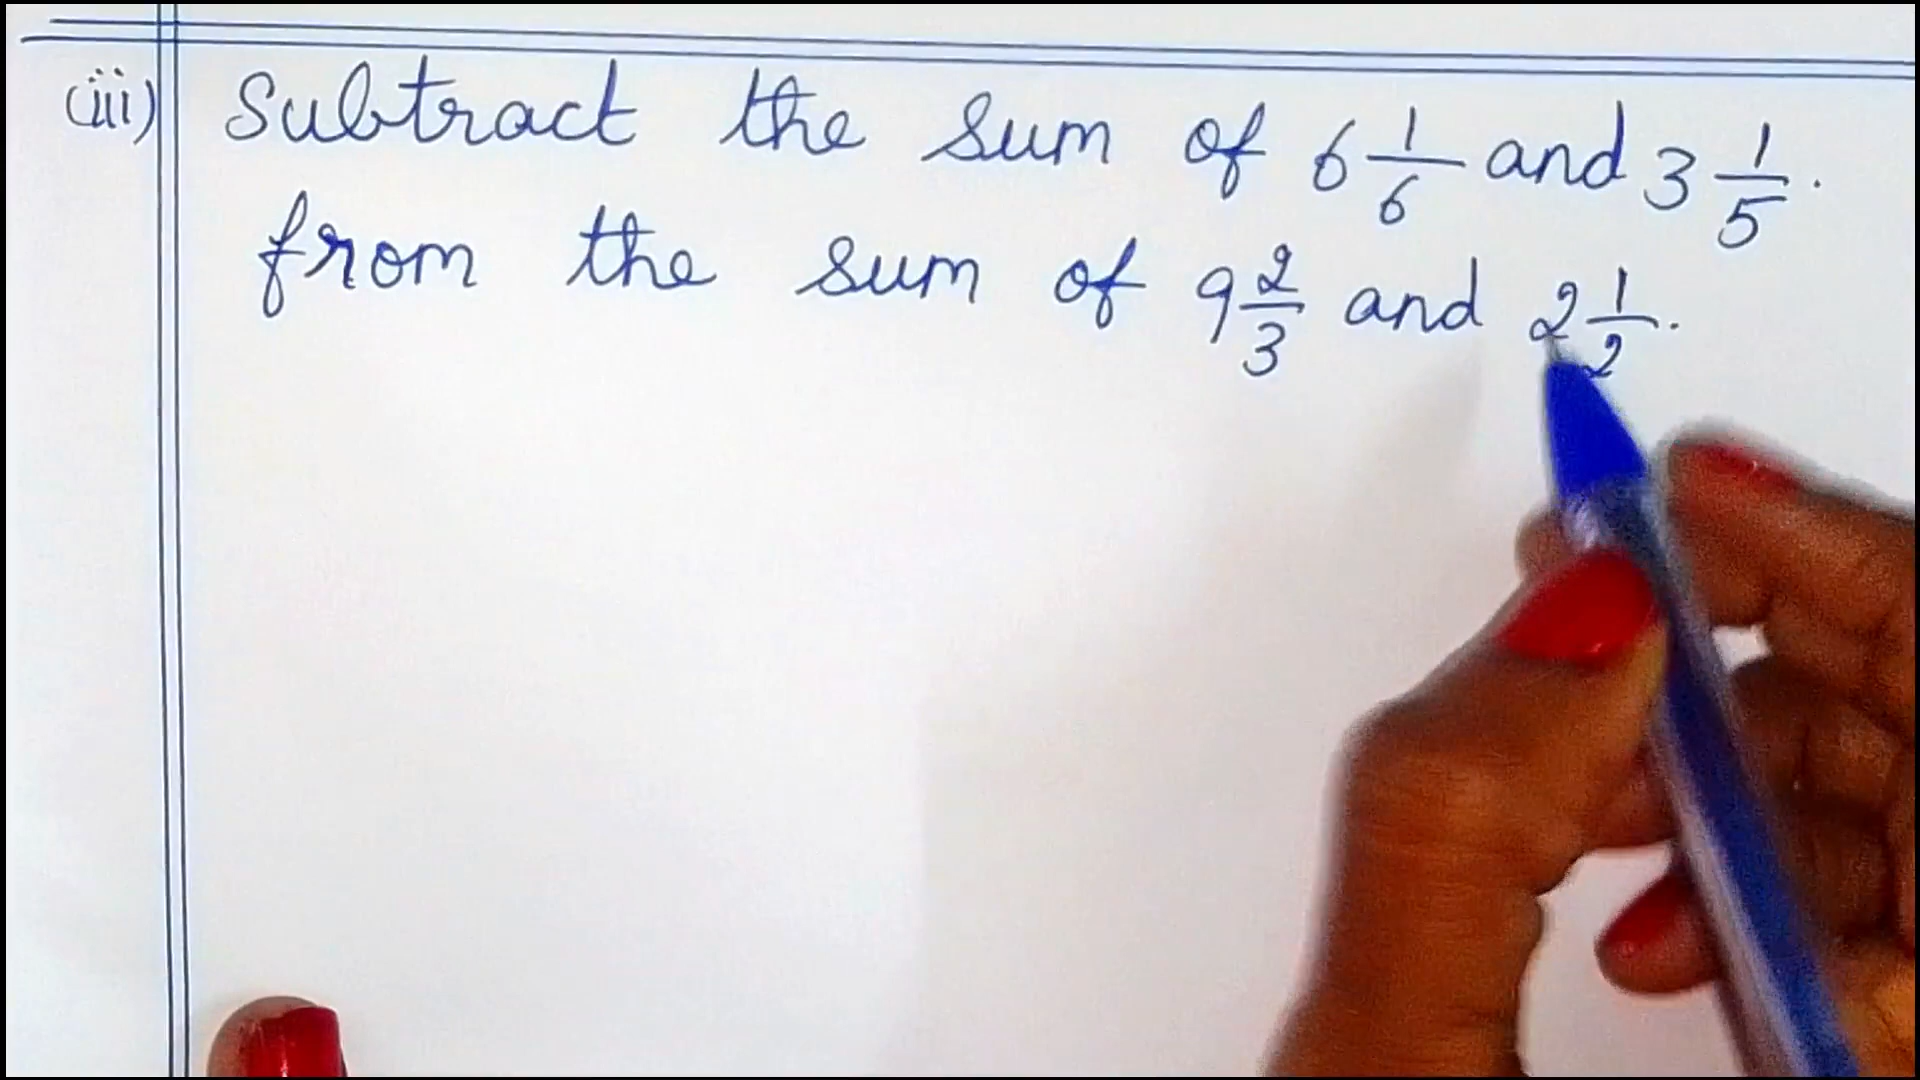 (iii) Subtract the sum of 6 1/6 and 3 1/5.
from the sum of 9 2/3 and 2 1/2.